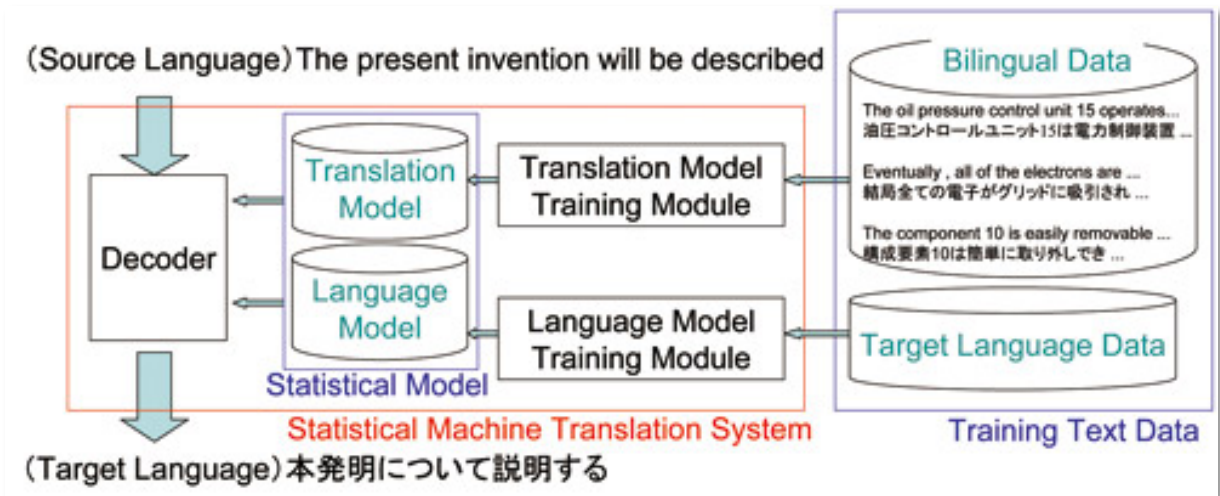 (Source Language) The present invention will be described
Bilingual Data
The oil pressure control unit 15 operates...
油圧コントロールユニット15は電力制御装置 ...
Eventually , all of the electrons are ...
結局全ての電子がグリッドに吸引され ...
The component 10 is easily removable ...
構成要素10は簡単に取り外しでき ...
Translation
Model
Translation Model
Training Module
Decoder
Language
Model
Language Model
Training Module
Target Language Data
Statistical Model
Statistical Machine Translation System
Training Text Data
(Target Language) 本発明について説明する